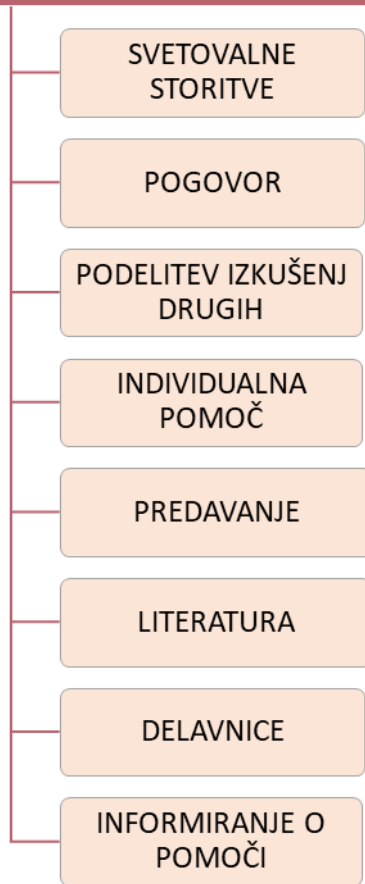 SVETOVALNE
STORITVE
POGOVOR
PODELITEV IZKUŠENJ
DRUGIH
INDIVIDUALNA
POMOČ
PREDAVANJE
LITERATURA
DELAVNICE
INFORMIRANJE O
POMOČI